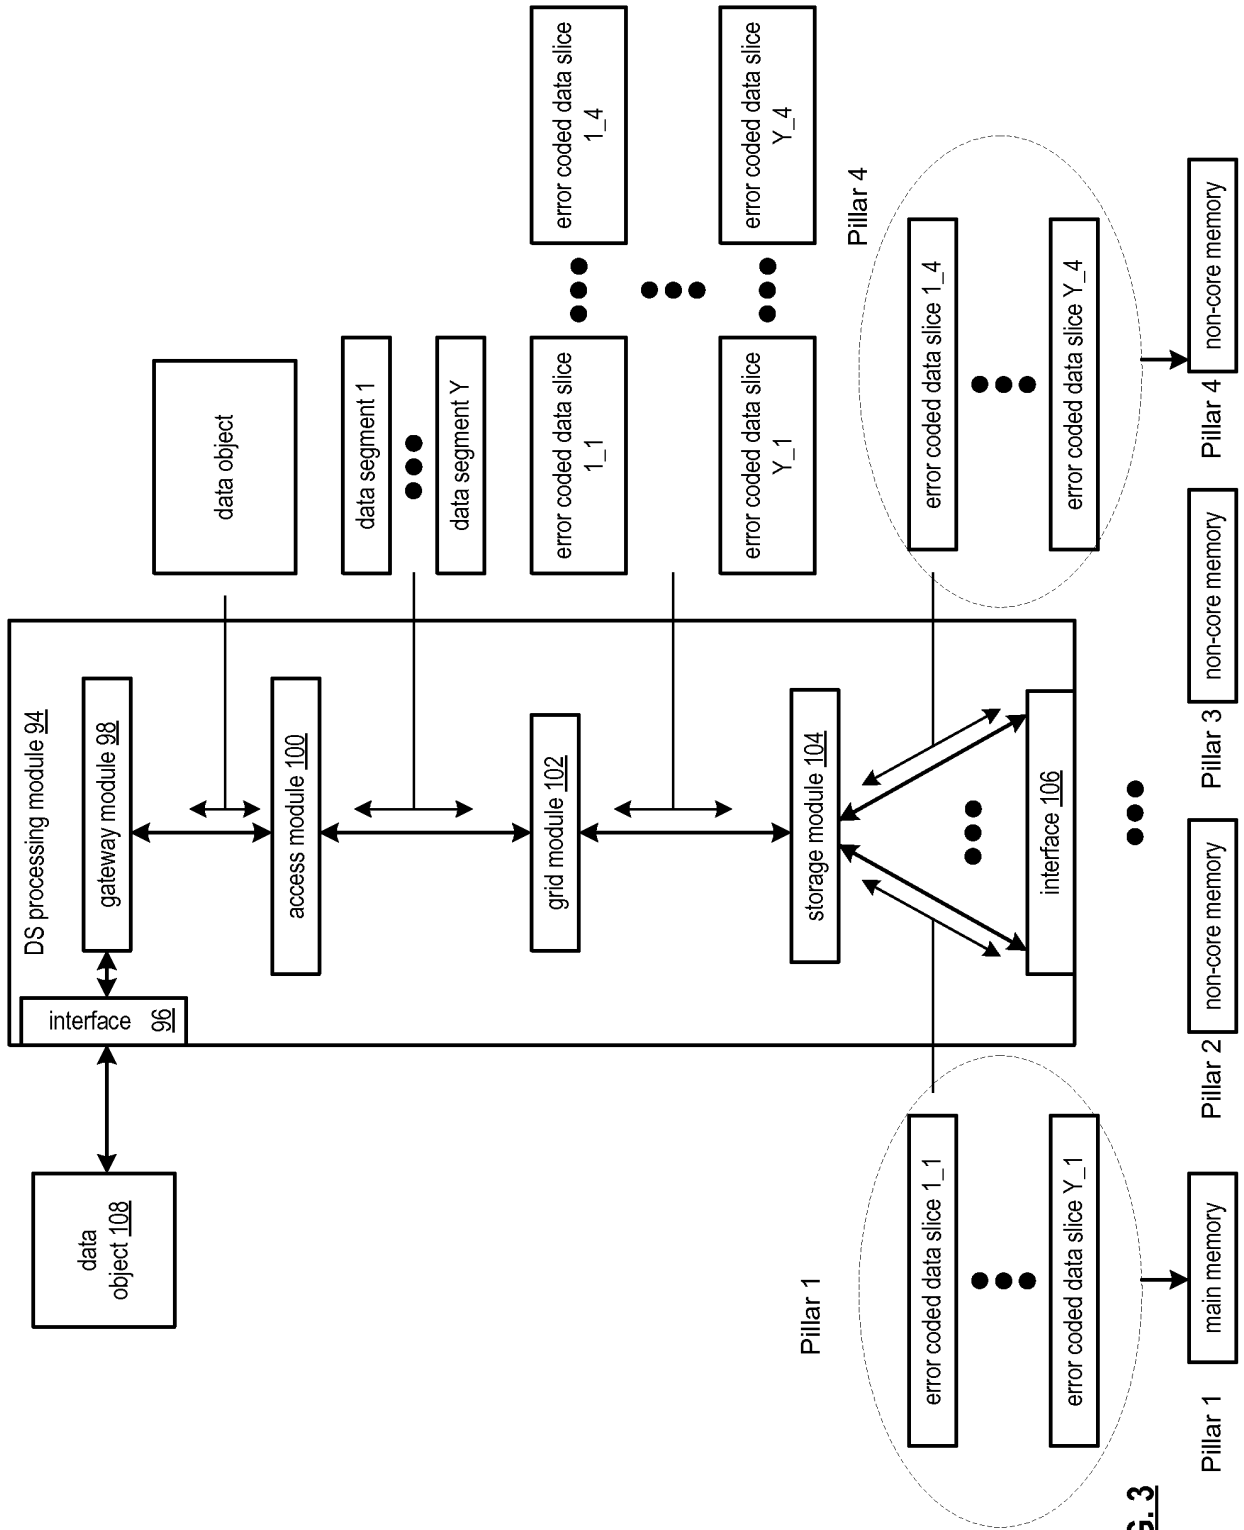 data
object 108
interface 96
DS processing module 94
gateway module 98
access module 100
grid module 102
storage module 104
interface 106
data object
data segment 1
data segment Y
error coded data slice
1_1
error coded data slice
1_4
error coded data slice
Y_1
error coded data slice
Y_4
Pillar 1
error coded data slice 1_1
error coded data slice Y_1
Pillar 4
error coded data slice 1_4
error coded data slice Y_4
Pillar 1
main memory
Pillar 2
non-core memory
Pillar 3
non-core memory
Pillar 4
non-core memory
G. 3